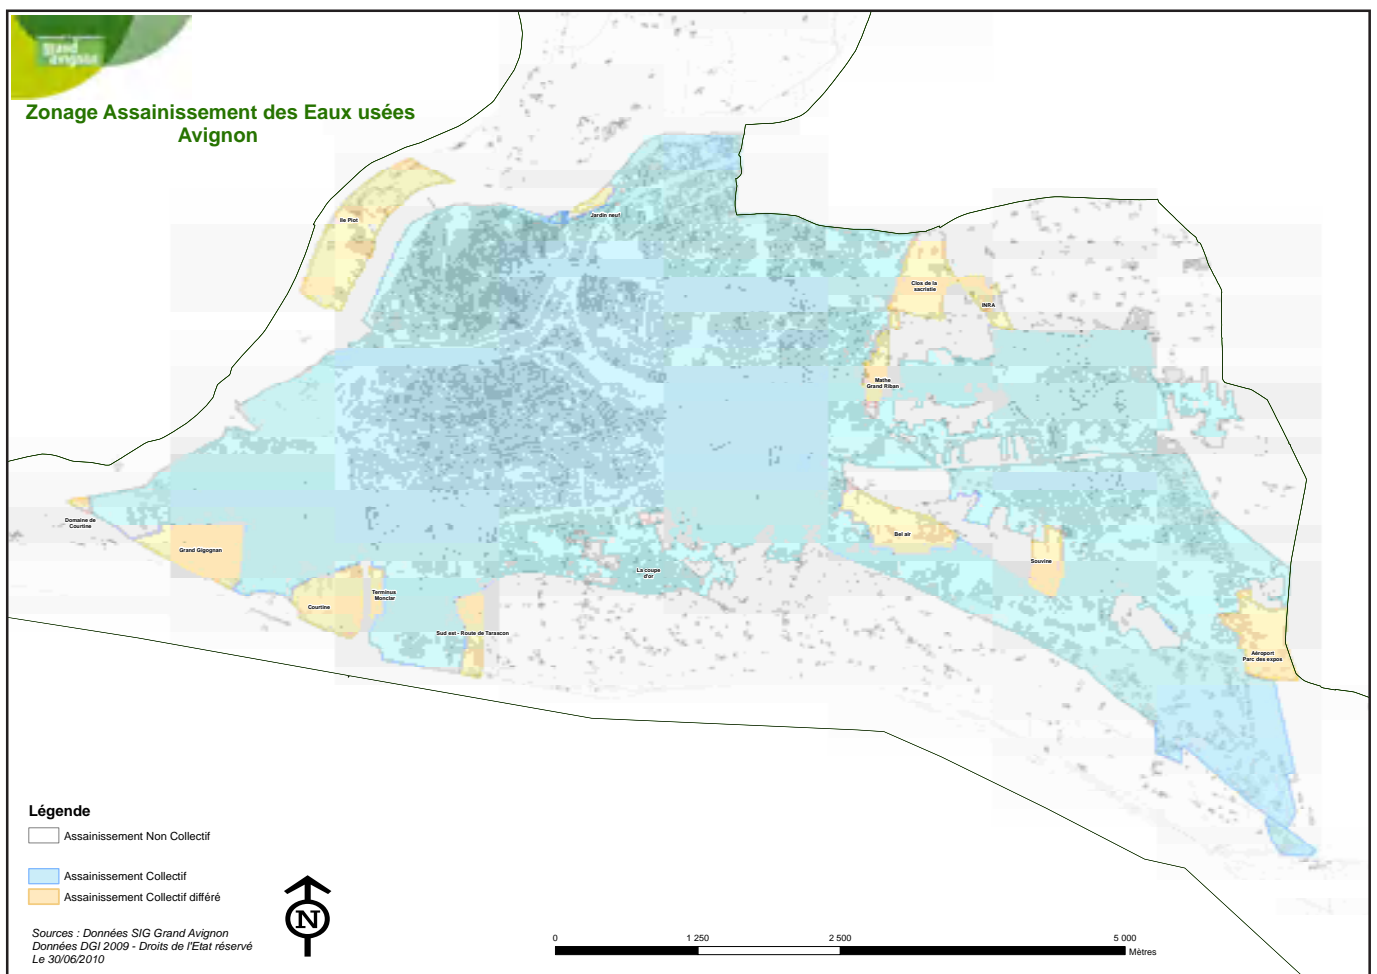 grand
avignon
Zonage Assainissement des Eaux usées
Avignon
Ile Piot
Jardin neuf
Clos de la
sacristie
INRA
Mathe
Grand Riban
Domaine de
Courtine
Grand Gigognan
Bel air
Souvine
La coupe
d'or
Terminus
Monclar
Courtine
Sud est - Route de Tarascon
Aéroport
Parc des expos
Légende
Assainissement Non Collectif
Assainissement Collectif
Assainissement Collectif différé
N
Sources : Données SIG Grand Avignon
Données DGI 2009 - Droits de l'Etat réservé
Le 30/06/2010
0 1 250 2 500 5 000
Mètres